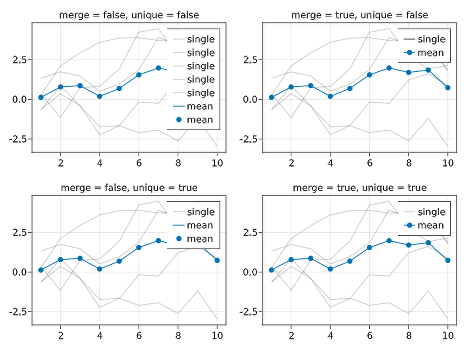 merge = false, unique = false
single
single
single
single
single
mean
mean
2.5
0.0
-2.5
2 4 6 8 10
merge = true, unique = false
single
mean
2.5
0.0
-2.5
2 4 6 8 10
merge = false, unique = true
single
mean
mean
2.5
0.0
-2.5
2 4 6 8 10
merge = true, unique = true
single
mean
2.5
0.0
-2.5
2 4 6 8 10